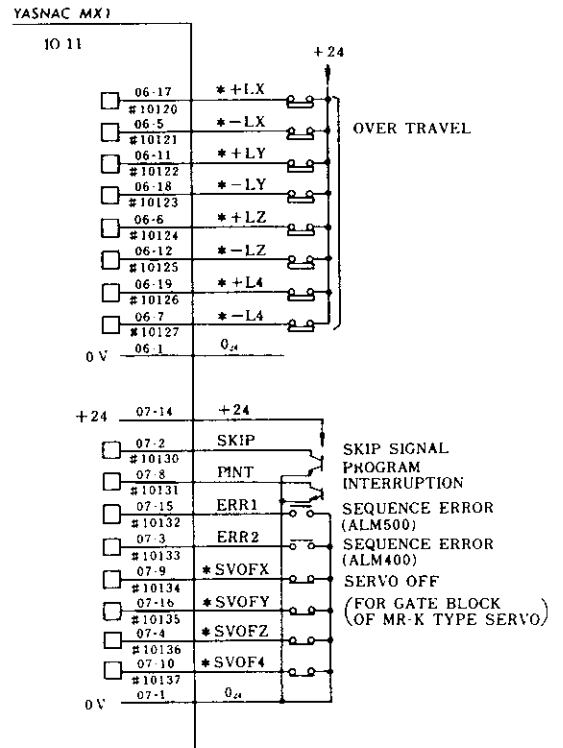 YASNAC MX1
IO 11
+24
06-17 *+LX
#10120
06-5 *-LX
#10121
06-11 *+LY
#10122
06-18 *-LY
#10123
06-6 *+LZ
#10124
06-12 *-LZ
#10125
06-19 *+L4
#10126
06-7 *-L4
#10127
OVER TRAVEL
0 V 06-1 0₂₄
+24 07-14 +24
07-2 SKIP SKIP SIGNAL
#10130
07-8 PINT PROGRAM
INTERRUPTION
#10131
07-15 ERR1 SEQUENCE ERROR
(ALM500)
#10132
07-3 ERR2 SEQUENCE ERROR
(ALM400)
#10133
07-9 *SVOFX SERVO OFF
#10134
07-16 *SVOFY (FOR GATE BLOCK
OF MR-K TYPE SERVO)
#10135
07-4 *SVOFZ
#10136
07-10 *SVOF4
#10137
0 V 07-1 0₂₄